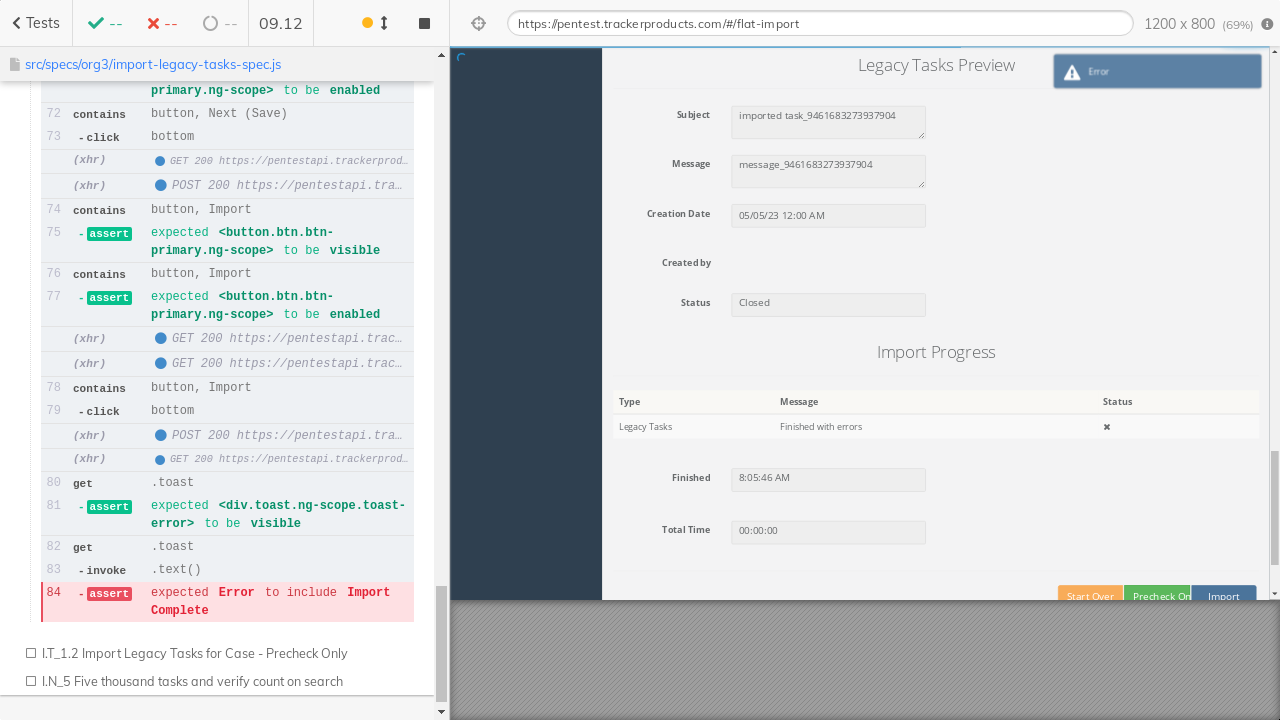 Tests
--
--
--
09.12
https://pentest.trackerproducts.com/#/flat-import
1200 x 800 (69%)
src/specs/org3/import-legacy-tasks-spec.js
primary.ng-scope> to be enabled
72 contains button, Next (Save)
73 -click bottom
(xhr) GET 200 https://pentestapi.trackerprod…
(xhr) POST 200 https://pentestapi.tra…
74 contains button, Import
75 -assert expected <button.btn.btn-
primary.ng-scope> to be visible
76 contains button, Import
77 -assert expected <button.btn.btn-
primary.ng-scope> to be enabled
(xhr) GET 200 https://pentestapi.trac…
(xhr) GET 200 https://pentestapi.trac…
78 contains button, Import
79 -click bottom
(xhr) POST 200 https://pentestapi.tra…
(xhr) GET 200 https://pentestapi.trackerprod…
80 get .toast
81 -assert expected <div.toast.ng-scope.toast-
error> to be visible
82 get .toast
83 -invoke .text()
84 -assert expected Error to include Import
Complete
I.T_1.2 Import Legacy Tasks for Case - Precheck Only
I.N_5 Five thousand tasks and verify count on search
Legacy Tasks Preview
Error
Subject imported task_9461683273937904
Message message_9461683273937904
Creation Date 05/05/23 12:00 AM
Created by
Status Closed
Import Progress
Type Message Status
Legacy Tasks Finished with errors
Finished 8:05:46 AM
Total Time 00:00:00
Start Over Precheck On Import